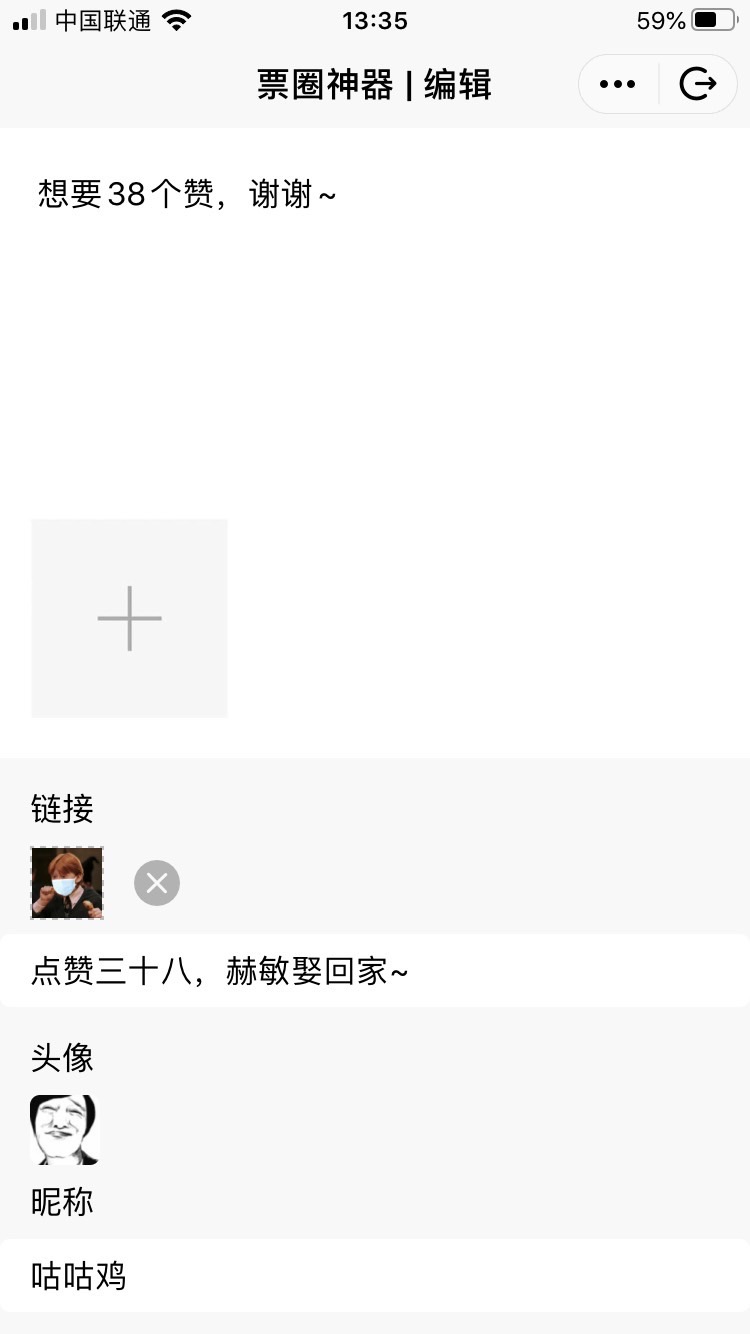 中国联通
13:35
59%
票圈神器 | 编辑
想要38个赞，谢谢~
链接
点赞三十八，赫敏娶回家~
头像
昵称
咕咕鸡